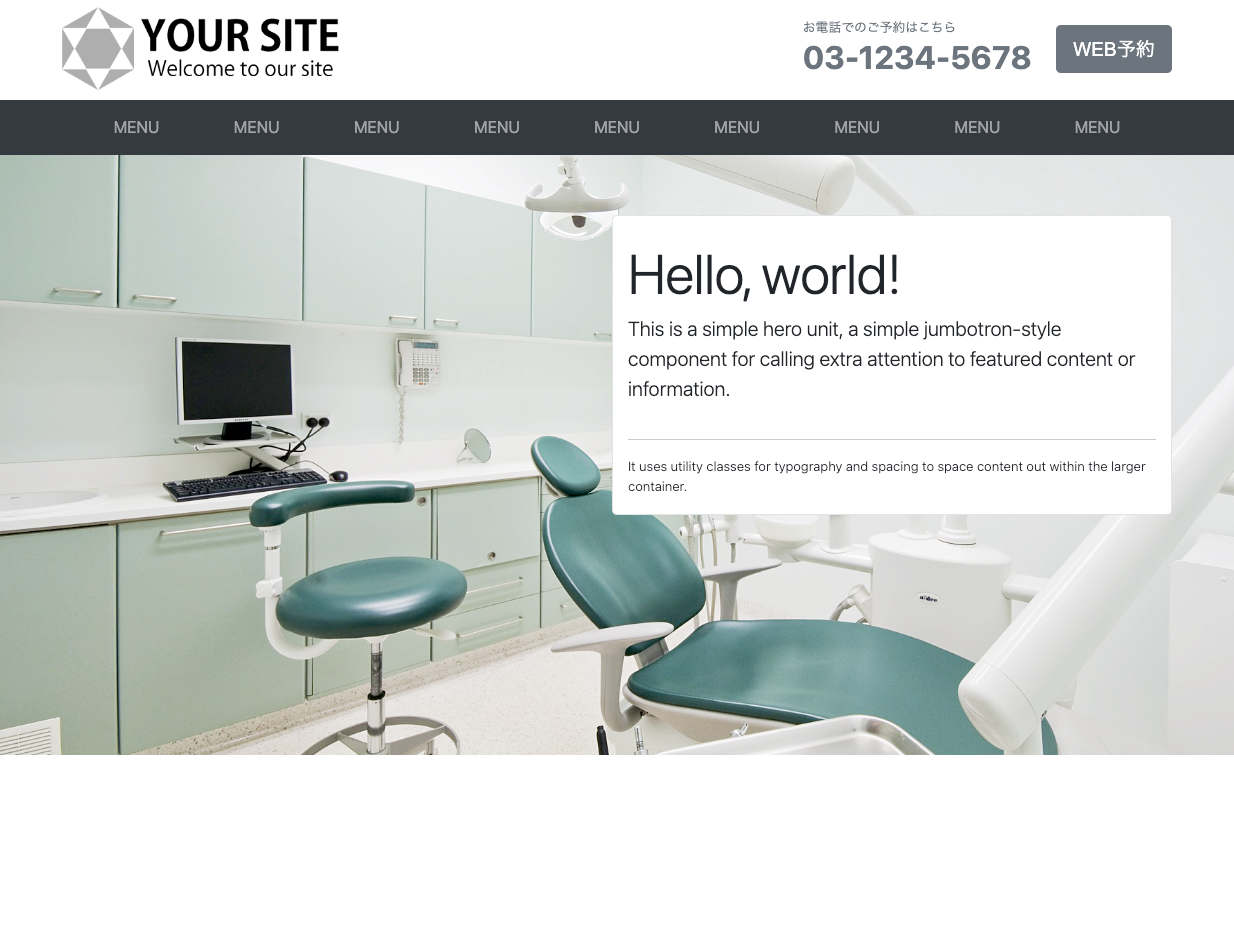 YOUR SITE
Welcome to our site
お電話でのご予約はこちら
03-1234-5678
WEB予約
MENU MENU MENU MENU MENU MENU MENU MENU MENU
Hello, world!
This is a simple hero unit, a simple jumbotron-style
component for calling extra attention to featured content or
information.
It uses utility classes for typography and spacing to space content out within the larger
container.